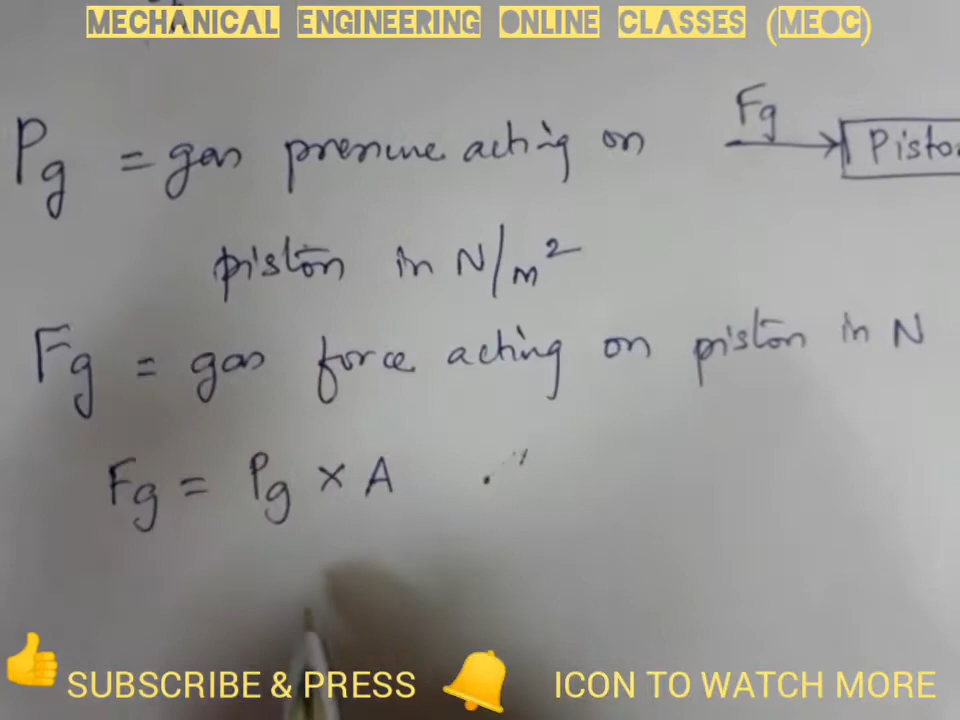 MECHANICAL ENGINEERING ONLINE CLASSES (MEOC)
Fg
Pg = gas pressure acting on
Pisto
piston in N/m²
Fg = gas force acting on piston in N
Fg = Pg × A
SUBSCRIBE & PRESS ICON TO WATCH MORE